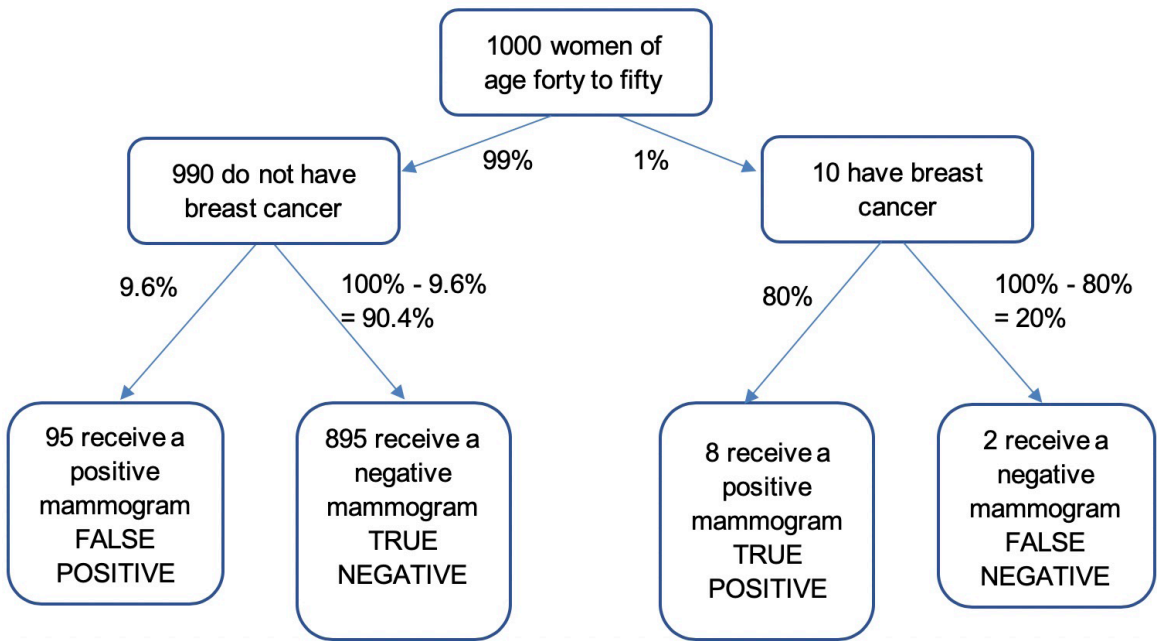 1000 women of
age forty to fifty
99%
1%
990 do not have
breast cancer
10 have breast
cancer
9.6%
100% - 9.6%
= 90.4%
80%
100% - 80%
= 20%
95 receive a
positive
mammogram
FALSE
POSITIVE
895 receive a
negative
mammogram
TRUE
NEGATIVE
8 receive a
positive
mammogram
TRUE
POSITIVE
2 receive a
negative
mammogram
FALSE
NEGATIVE